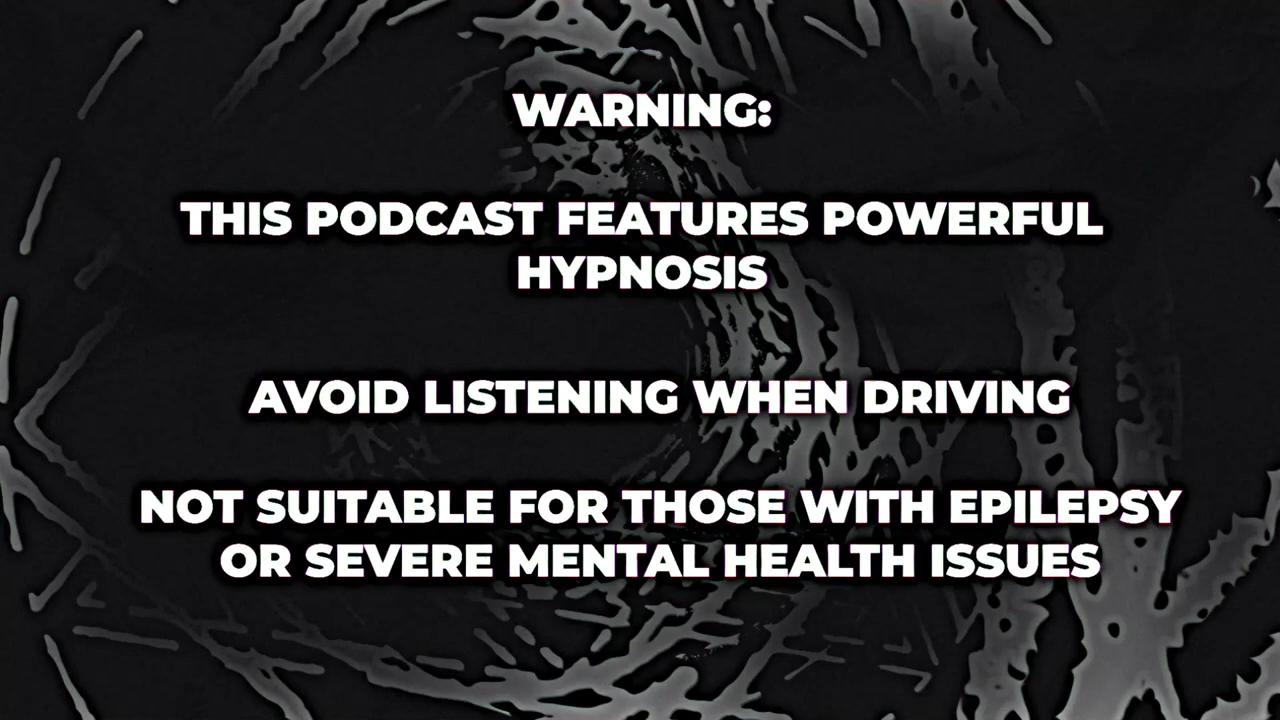 WARNING:
THIS PODCAST FEATURES POWERFUL
HYPNOSIS
AVOID LISTENING WHEN DRIVING
NOT SUITABLE FOR THOSE WITH EPILEPSY
OR SEVERE MENTAL HEALTH ISSUES